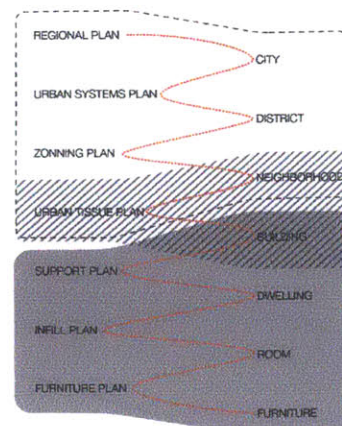 REGIONAL PLAN
CITY
URBAN SYSTEMS PLAN
DISTRICT
ZONNING PLAN
NEIGHBORHOOD
URBAN TISSUE PLAN
BUILDING
SUPPORT PLAN
DWELLING
INFILL PLAN
ROOM
FURNITURE PLAN
FURNITURE